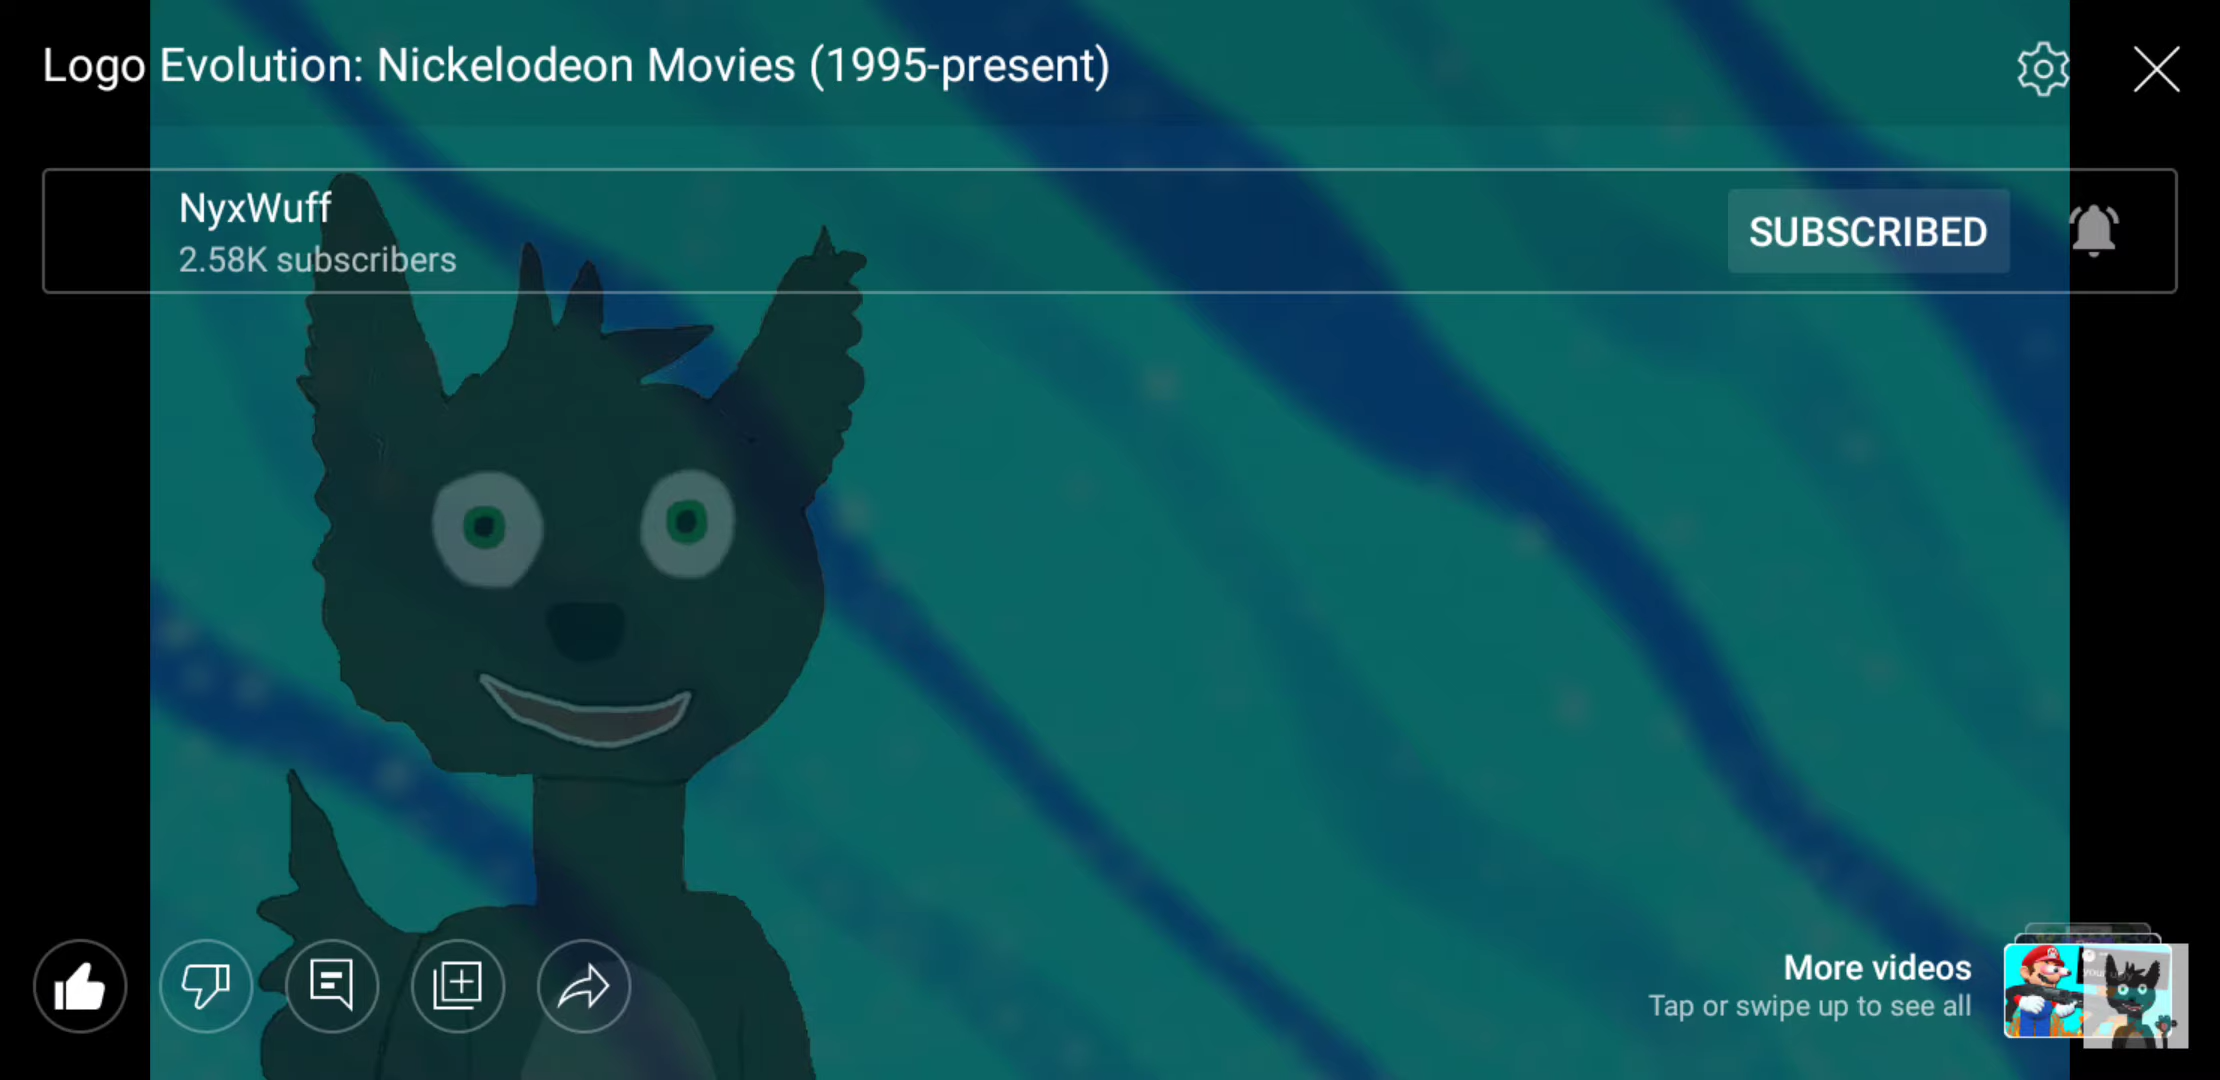 Logo Evolution: Nickelodeon Movies (1995-present)
NyxWuff
2.58K subscribers
SUBSCRIBED
More videos
Tap or swipe up to see all